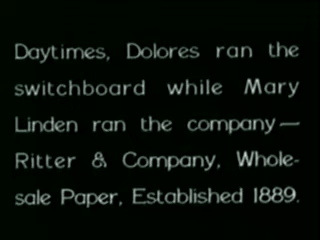 Daytimes, Dolores ran the
switchboard while Mary
Linden ran the company—
Ritter & Company, Whole-
sale Paper, Established 1889.